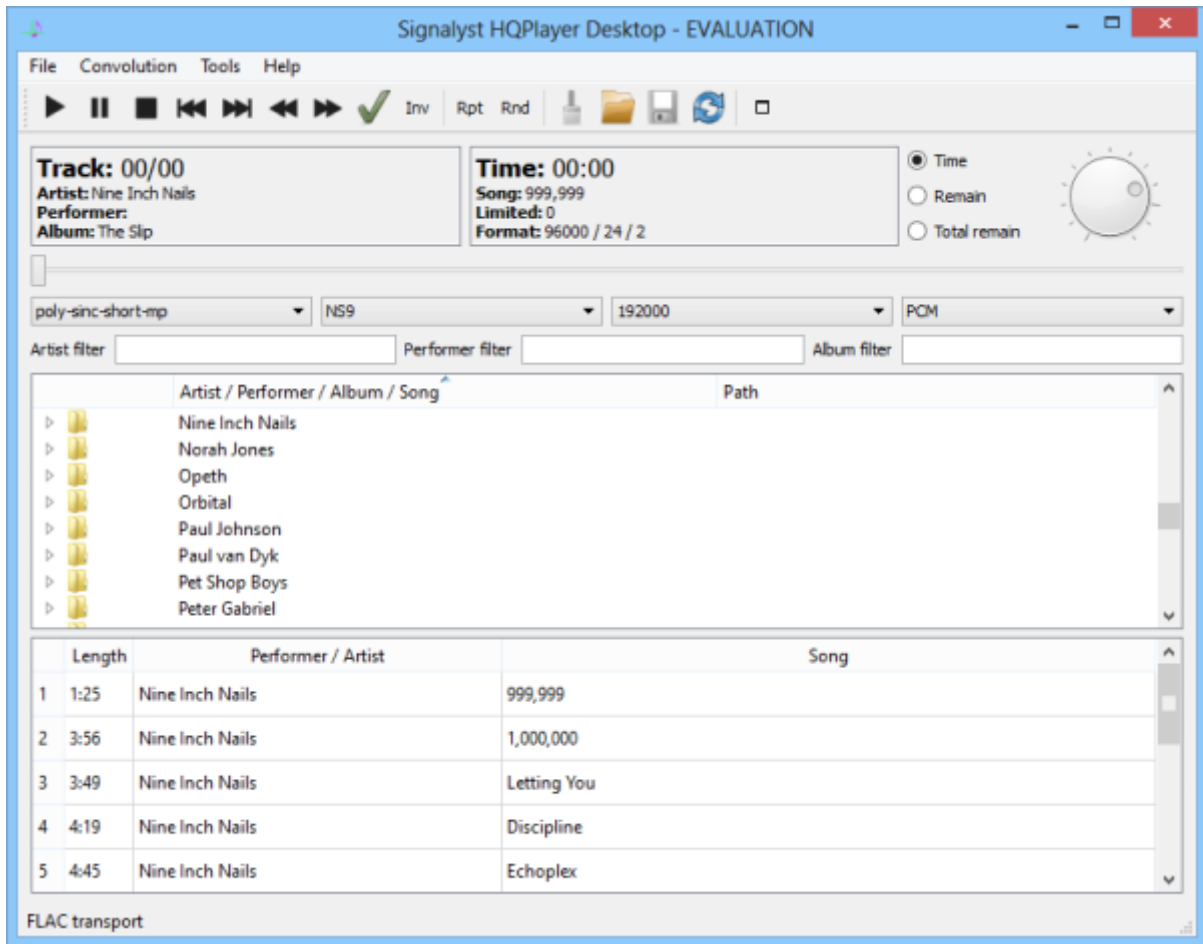 Signalyst HQPlayer Desktop - EVALUATION
File Convolution Tools Help
Inv Rpt Rnd
Track: 00/00
Artist: Nine Inch Nails
Performer:
Album: The Slip
Time: 00:00
Song: 999,999
Limited: 0
Format: 96000 / 24 / 2
Time
Remain
Total remain
poly-sinc-short-mp NS9 192000 PCM
Artist filter Performer filter Album filter
Artist / Performer / Album / Song Path
Nine Inch Nails
Norah Jones
Opeth
Orbital
Paul Johnson
Paul van Dyk
Pet Shop Boys
Peter Gabriel
Length Performer / Artist Song
1 1:25 Nine Inch Nails 999,999
2 3:56 Nine Inch Nails 1,000,000
3 3:49 Nine Inch Nails Letting You
4 4:19 Nine Inch Nails Discipline
5 4:45 Nine Inch Nails Echoplex
FLAC transport